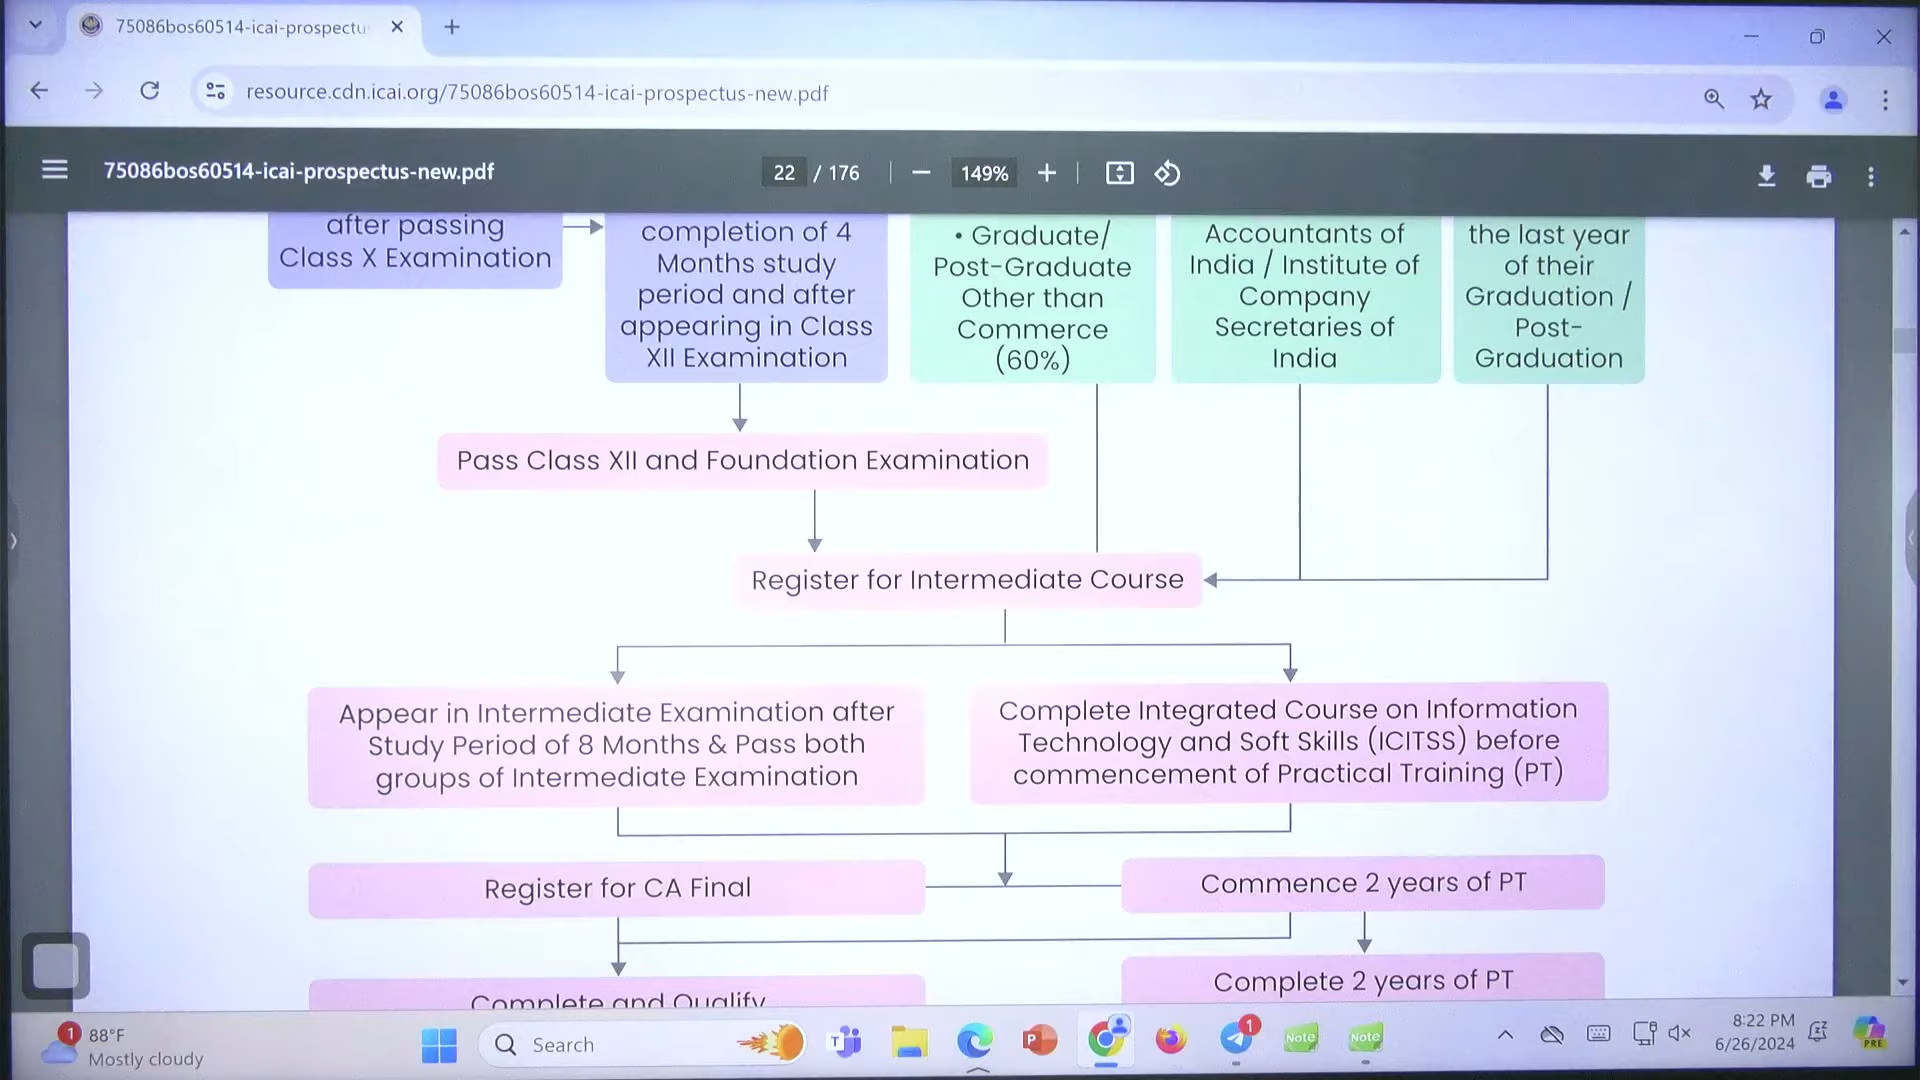 75086bos60514-icai-prospectu
resource.cdn.icai.org/75086bos60514-icai-prospectus-new.pdf
75086bos60514-icai-prospectus-new.pdf
22 / 176
149%
after passing
Class X Examination
completion of 4
Months study
period and after
appearing in Class
XII Examination
• Graduate/
Post-Graduate
Other than
Commerce
(60%)
Accountants of
India / Institute of
Company
Secretaries of
India
the last year
of their
Graduation /
Post-
Graduation
Pass Class XII and Foundation Examination
Register for Intermediate Course
Appear in Intermediate Examination after
Study Period of 8 Months & Pass both
groups of Intermediate Examination
Complete Integrated Course on Information
Technology and Soft Skills (ICITSS) before
commencement of Practical Training (PT)
Register for CA Final
Commence 2 years of PT
Complete and Qualify
Complete 2 years of PT
1
88°F
Mostly cloudy
Search
T
P
1
Note
Note
8:22 PM
6/26/2024
PRE